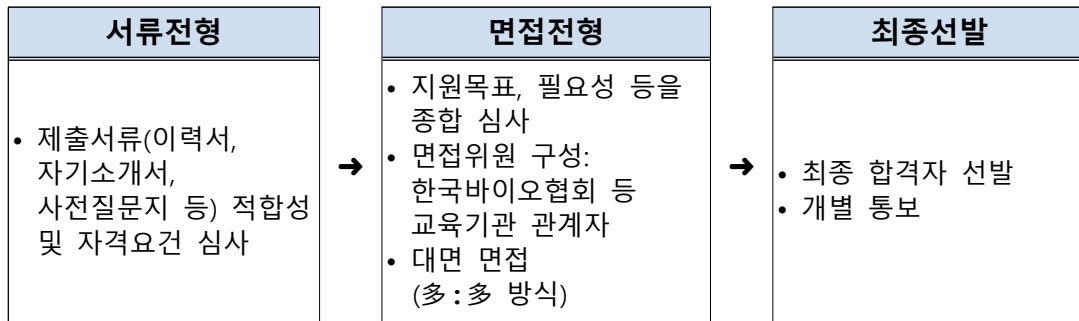 서류전형
• 제출서류(이력서,
자기소개서,
사전질문지 등) 적합성
및 자격요건 심사
➜
면접전형
• 지원목표, 필요성 등을
종합 심사
• 면접위원 구성:
한국바이오협회 등
교육기관 관계자
• 대면 면접
(多:多 방식)
➜
최종선발
• 최종 합격자 선발
• 개별 통보